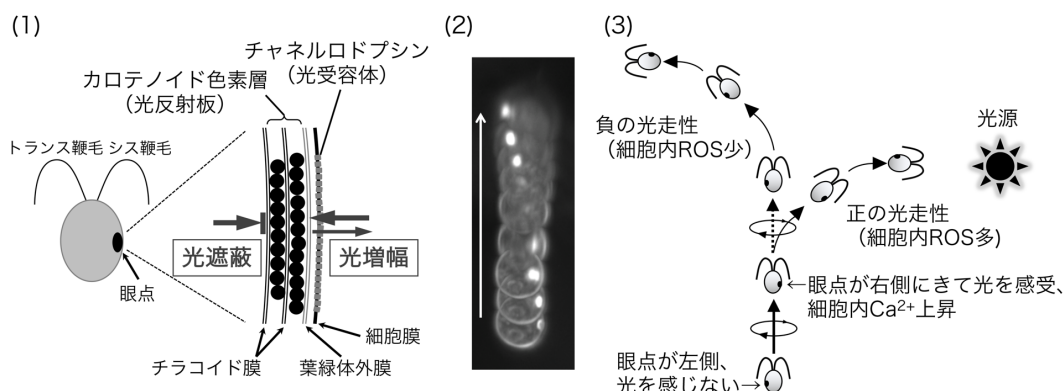 (1)
チャネルロドプシン
(光受容体)
カロテノイド色素層
(光反射板)
トランス鞭毛 シス鞭毛
光遮蔽
光増幅
眼点
細胞膜
チラコイド膜
葉緑体外膜
(2)
(3)
負の光走性
(細胞内ROS少)
光源
正の光走性
(細胞内ROS多)
←眼点が右側にきて光を感受、
細胞内Ca²⁺上昇
眼点が左側、
光を感じない→